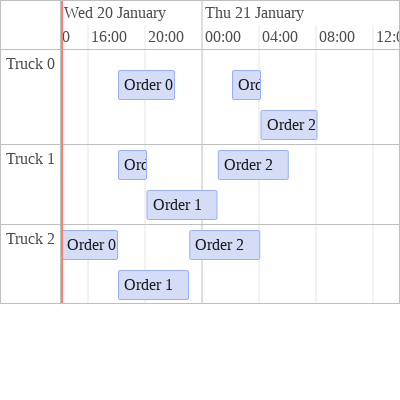 Wed 20 January Thu 21 January
0 16:00 20:00 00:00 04:00 08:00 12:0
Truck 0 Order 0 Ord
Order 2
Truck 1 Ord Order 2
Order 1
Truck 2 Order 0 Order 2
Order 1